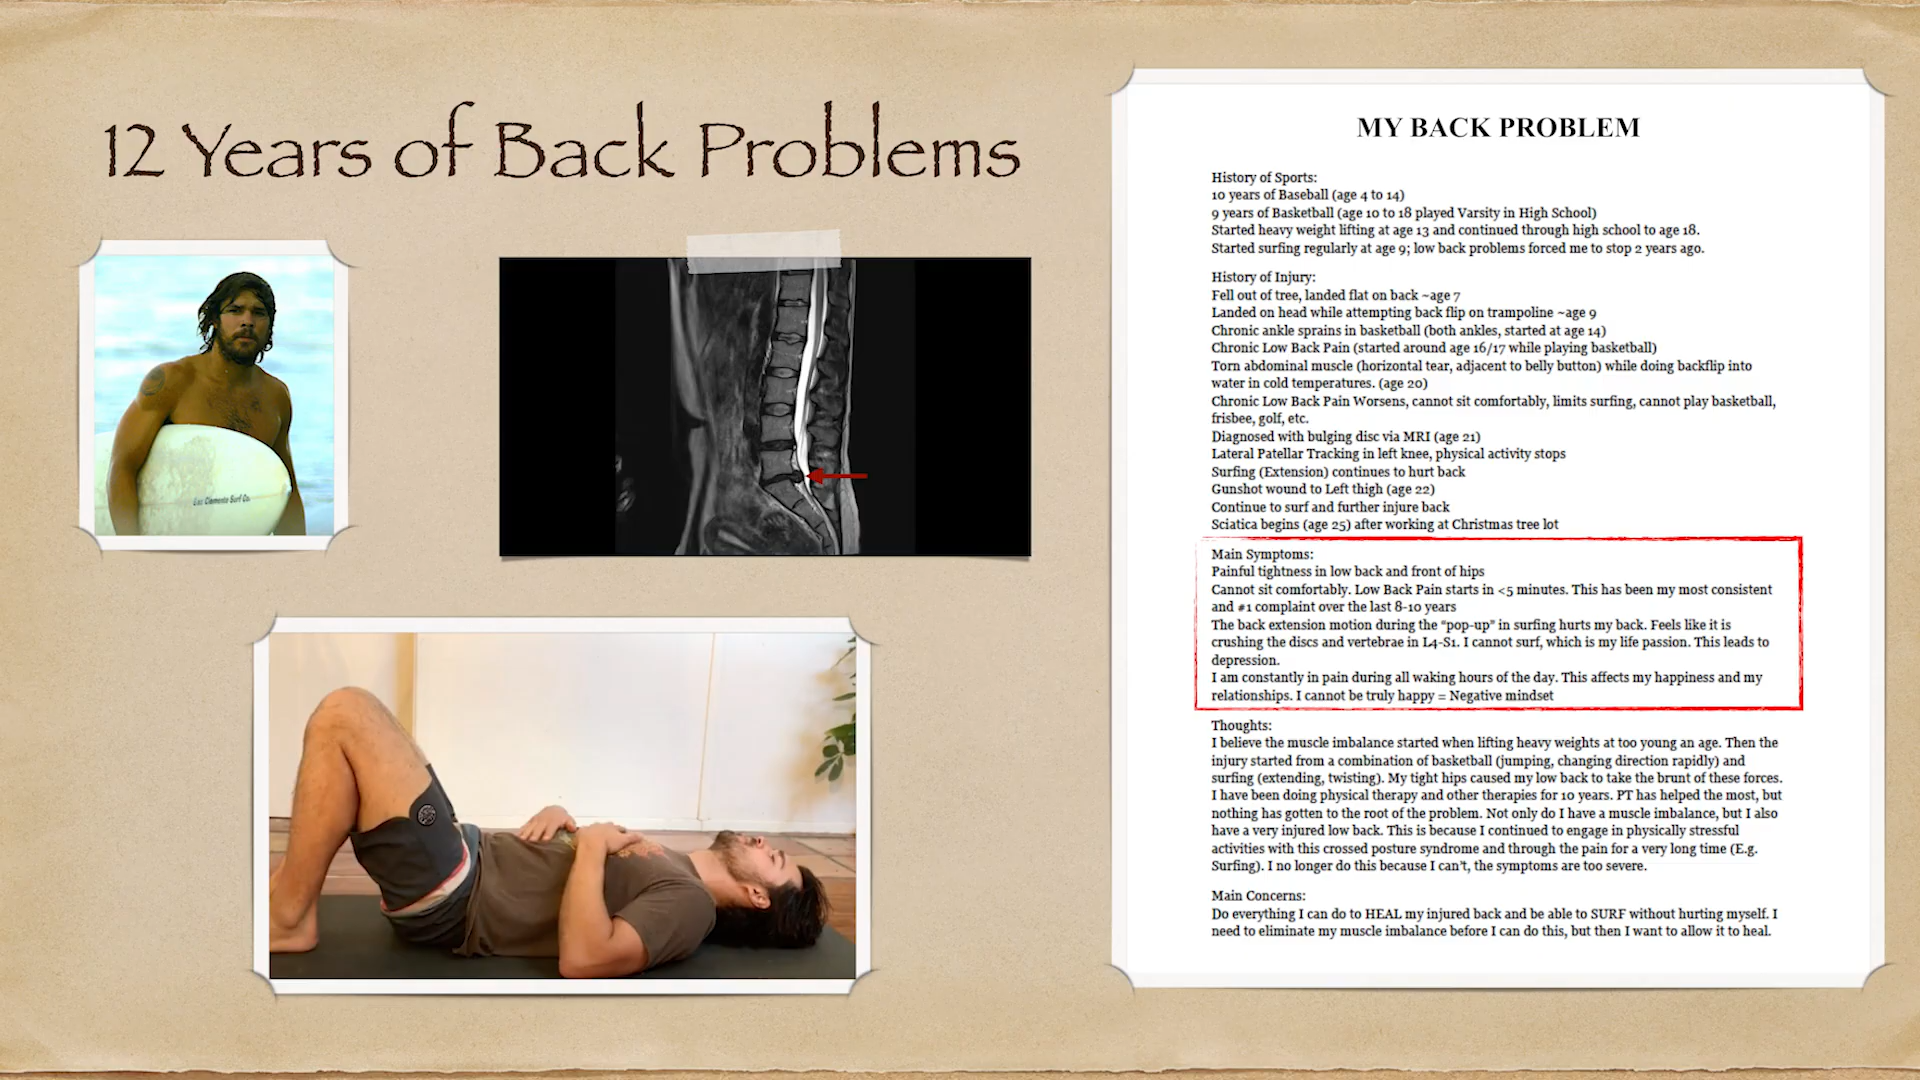 12 Years of Back Problems
Las Clemente Surf Co.
MY BACK PROBLEM
History of Sports:
10 years of Baseball (age 4 to 14)
9 years of Basketball (age 10 to 18 played Varsity in High School)
Started heavy weight lifting at age 13 and continued through high school to age 18.
Started surfing regularly at age 9; low back problems forced me to stop 2 years ago.
History of Injury:
Fell out of tree, landed flat on back ~age 7
Landed on head while attempting back flip on trampoline ~age 9
Chronic ankle sprains in basketball (both ankles, started at age 14)
Chronic Low Back Pain (started around age 16/17 while playing basketball)
Torn abdominal muscle (horizontal tear, adjacent to belly button) while doing backflip into
water in cold temperatures. (age 20)
Chronic Low Back Pain Worsens, cannot sit comfortably, limits surfing, cannot play basketball,
frisbee, golf, etc.
Diagnosed with bulging disc via MRI (age 21)
Lateral Patellar Tracking in left knee, physical activity stops
Surfing (Extension) continues to hurt back
Gunshot wound to Left thigh (age 22)
Continue to surf and further injure back
Sciatica begins (age 25) after working at Christmas tree lot
Main Symptoms:
Painful tightness in low back and front of hips
Cannot sit comfortably. Low Back Pain starts in <5 minutes. This has been my most consistent
and #1 complaint over the last 8-10 years
The back extension motion during the “pop-up” in surfing hurts my back. Feels like it is
crushing the discs and vertebrae in L4-S1. I cannot surf, which is my life passion. This leads to
depression.
I am constantly in pain during all waking hours of the day. This affects my happiness and my
relationships. I cannot be truly happy = Negative mindset
Thoughts:
I believe the muscle imbalance started when lifting heavy weights at too young an age. Then the
injury started from a combination of basketball (jumping, changing direction rapidly) and
surfing (extending, twisting). My tight hips caused my low back to take the brunt of these forces.
I have been doing physical therapy and other therapies for 10 years. PT has helped the most, but
nothing has gotten to the root of the problem. Not only do I have a muscle imbalance, but I also
have a very injured low back. This is because I continued to engage in physically stressful
activities with this crossed posture syndrome and through the pain for a very long time (E.g.
Surfing). I no longer do this because I can’t, the symptoms are too severe.
Main Concerns:
Do everything I can do to HEAL my injured back and be able to SURF without hurting myself. I
need to eliminate my muscle imbalance before I can do this, but then I want to allow it to heal.